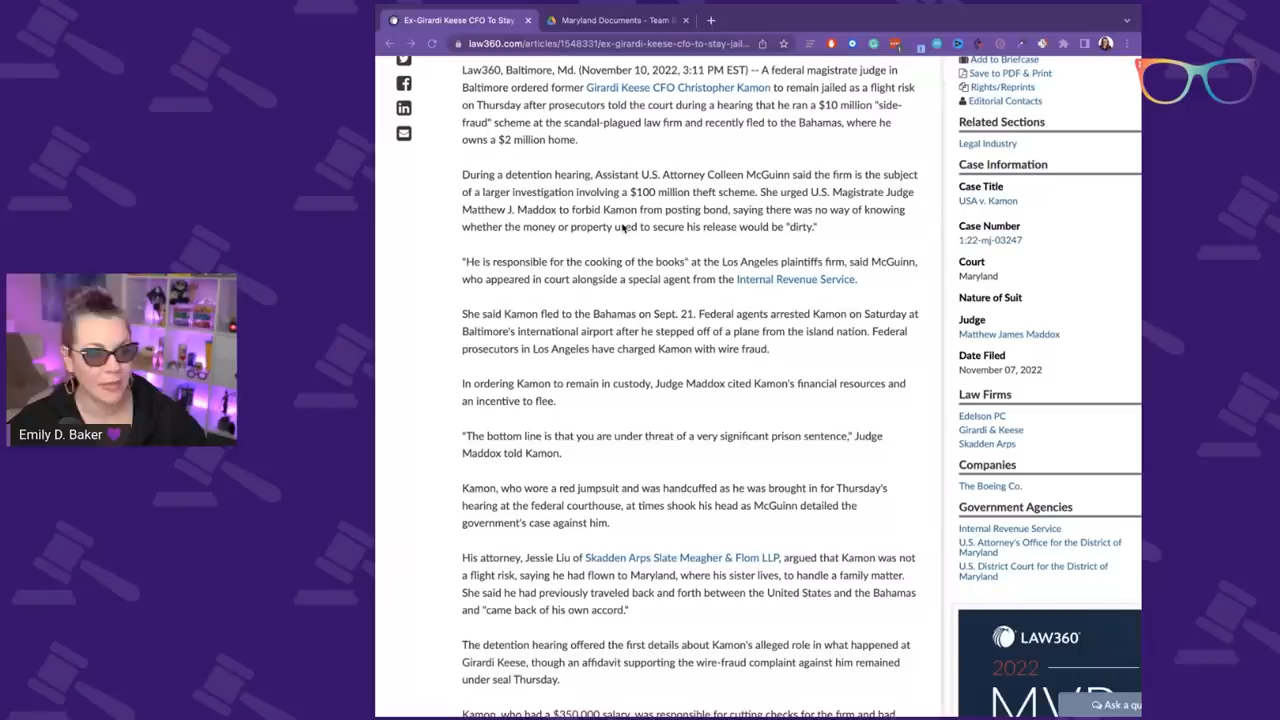 Ex-Girardi Keese CFO To Stay
Maryland Documents - Team &
law360.com/articles/1548331/ex-girardi-keese-cfo-to-stay-jail...
Law360, Baltimore, Md. (November 10, 2022, 3:11 PM EST) -- A federal magistrate judge in
Baltimore ordered former Girardi Keese CFO Christopher Kamon to remain jailed as a flight risk
on Thursday after prosecutors told the court during a hearing that he ran a $10 million "side-
fraud" scheme at the scandal-plagued law firm and recently fled to the Bahamas, where he
owns a $2 million home.
During a detention hearing, Assistant U.S. Attorney Colleen McGuinn said the firm is the subject
of a larger investigation involving a $100 million theft scheme. She urged U.S. Magistrate Judge
Matthew J. Maddox to forbid Kamon from posting bond, saying there was no way of knowing
whether the money or property used to secure his release would be "dirty."
"He is responsible for the cooking of the books" at the Los Angeles plaintiffs firm, said McGuinn,
who appeared in court alongside a special agent from the Internal Revenue Service.
She said Kamon fled to the Bahamas on Sept. 21. Federal agents arrested Kamon on Saturday at
Baltimore's international airport after he stepped off of a plane from the island nation. Federal
prosecutors in Los Angeles have charged Kamon with wire fraud.
In ordering Kamon to remain in custody, Judge Maddox cited Kamon's financial resources and
an incentive to flee.
"The bottom line is that you are under threat of a very significant prison sentence," Judge
Maddox told Kamon.
Kamon, who wore a red jumpsuit and was handcuffed as he was brought in for Thursday's
hearing at the federal courthouse, at times shook his head as McGuinn detailed the
government's case against him.
His attorney, Jessie Liu of Skadden Arps Slate Meagher & Flom LLP, argued that Kamon was not
a flight risk, saying he had flown to Maryland, where his sister lives, to handle a family matter.
She said he had previously traveled back and forth between the United States and the Bahamas
and "came back of his own accord."
The detention hearing offered the first details about Kamon's alleged role in what happened at
Girardi Keese, though an affidavit supporting the wire-fraud complaint against him remained
under seal Thursday.
Kamon, who had a $350,000 salary, was responsible for cutting checks for the firm and had
Add to Briefcase
Save to PDF & Print
Rights/Reprints
Editorial Contacts
Related Sections
Legal Industry
Case Information
Case Title
USA v. Kamon
Case Number
1:22-mj-03247
Court
Maryland
Nature of Suit
Judge
Matthew James Maddox
Date Filed
November 07, 2022
Law Firms
Edelson PC
Girardi & Keese
Skadden Arps
Companies
The Boeing Co.
Government Agencies
Internal Revenue Service
U.S. Attorney's Office for the District of
Maryland
U.S. District Court for the District of
Maryland
LAW360
2022
MVP
Ask a qu
Emily D. Baker